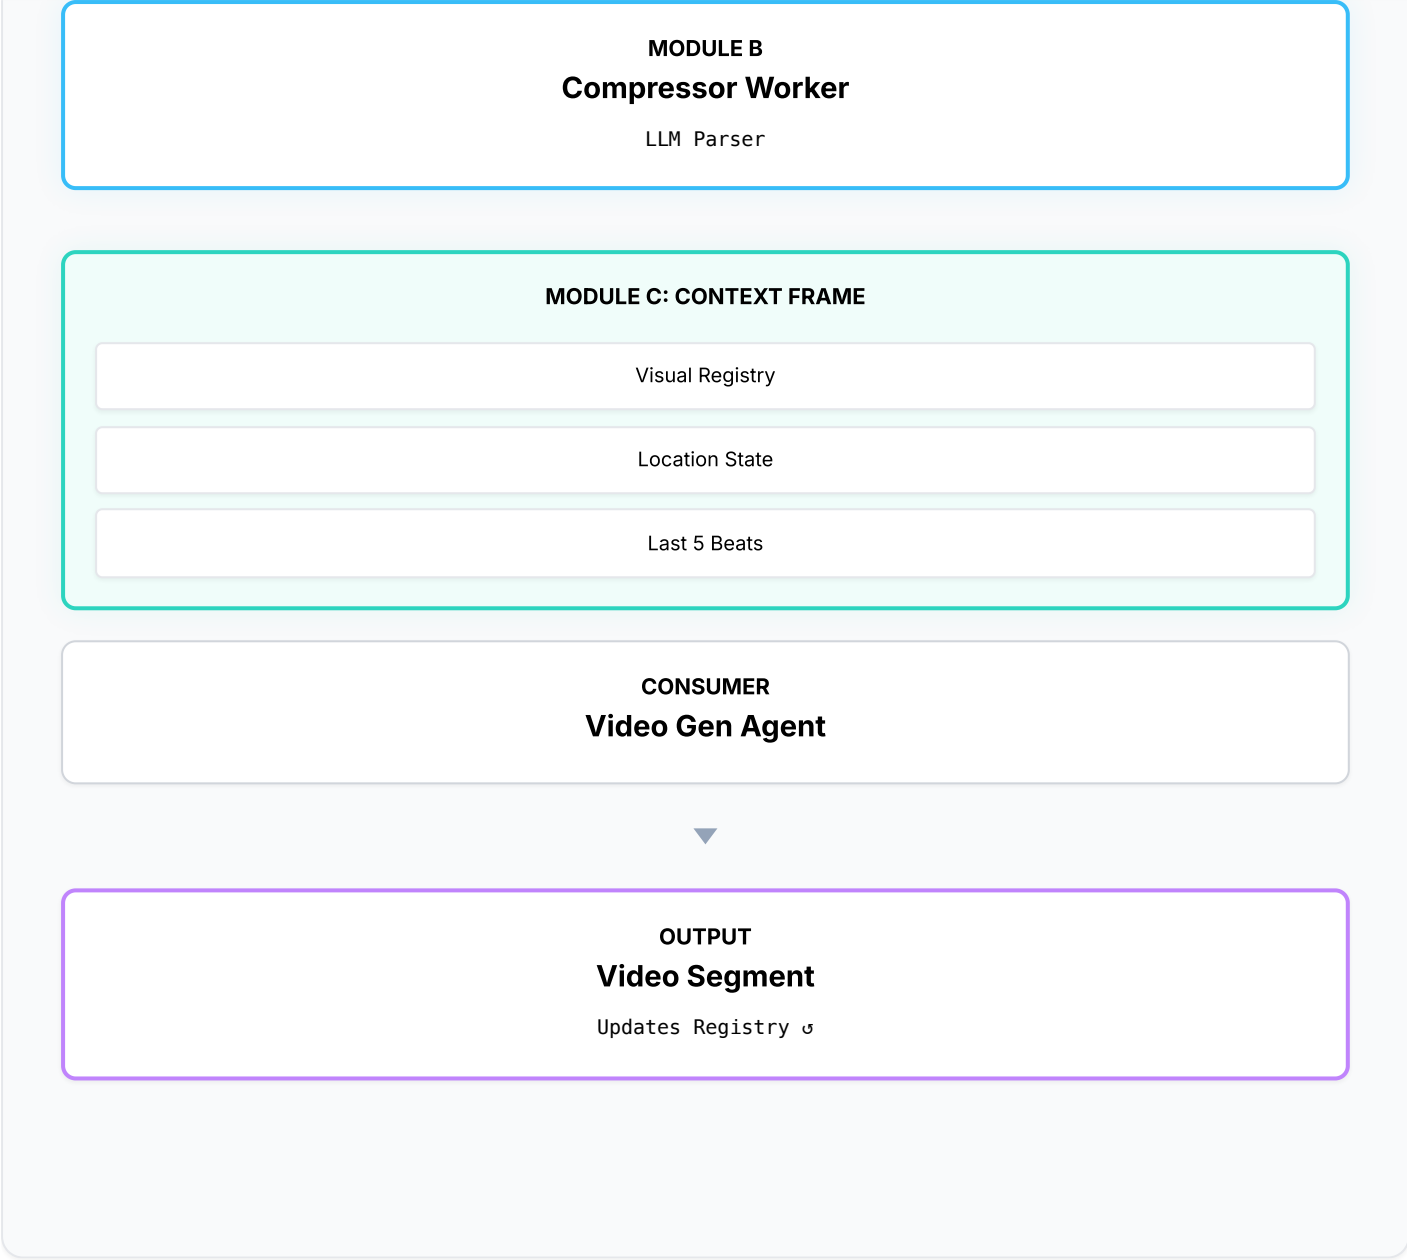 MODULE B
Compressor Worker
LLM Parser
MODULE C: CONTEXT FRAME
Visual Registry
Location State
Last 5 Beats
CONSUMER
Video Gen Agent
OUTPUT
Video Segment
Updates Registry ↺